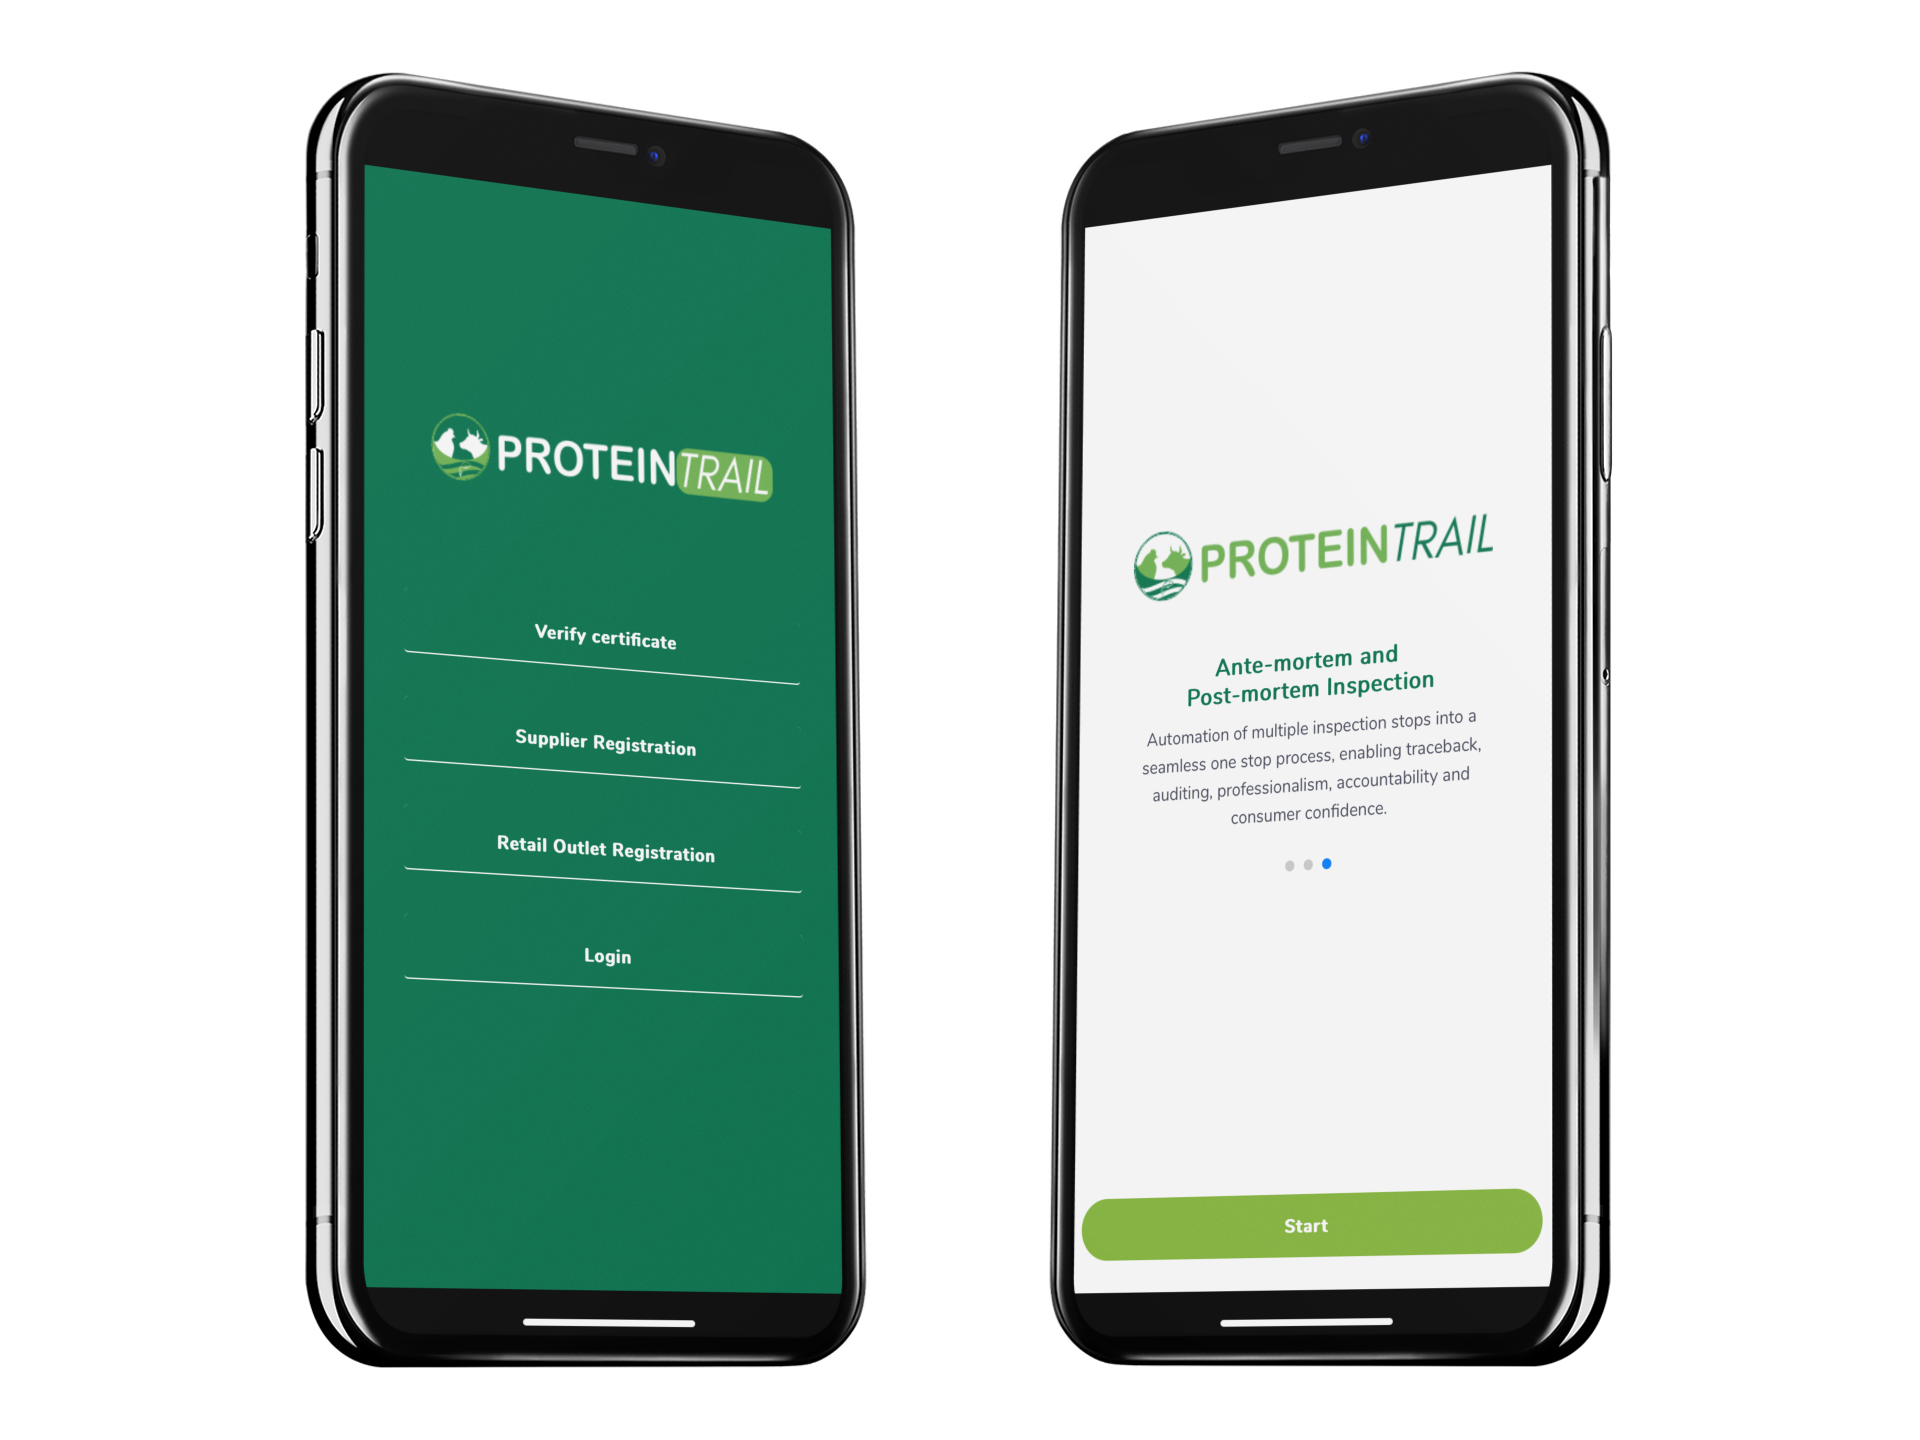 PROTEINTRAIL
Verify certificate
Supplier Registration
Retail Outlet Registration
Login
PROTEINTRAIL
Ante-mortem and
Post-mortem Inspection
Automation of multiple inspection stops into a
seamless one stop process, enabling traceback,
auditing, professionalism, accountability and
consumer confidence.
Start